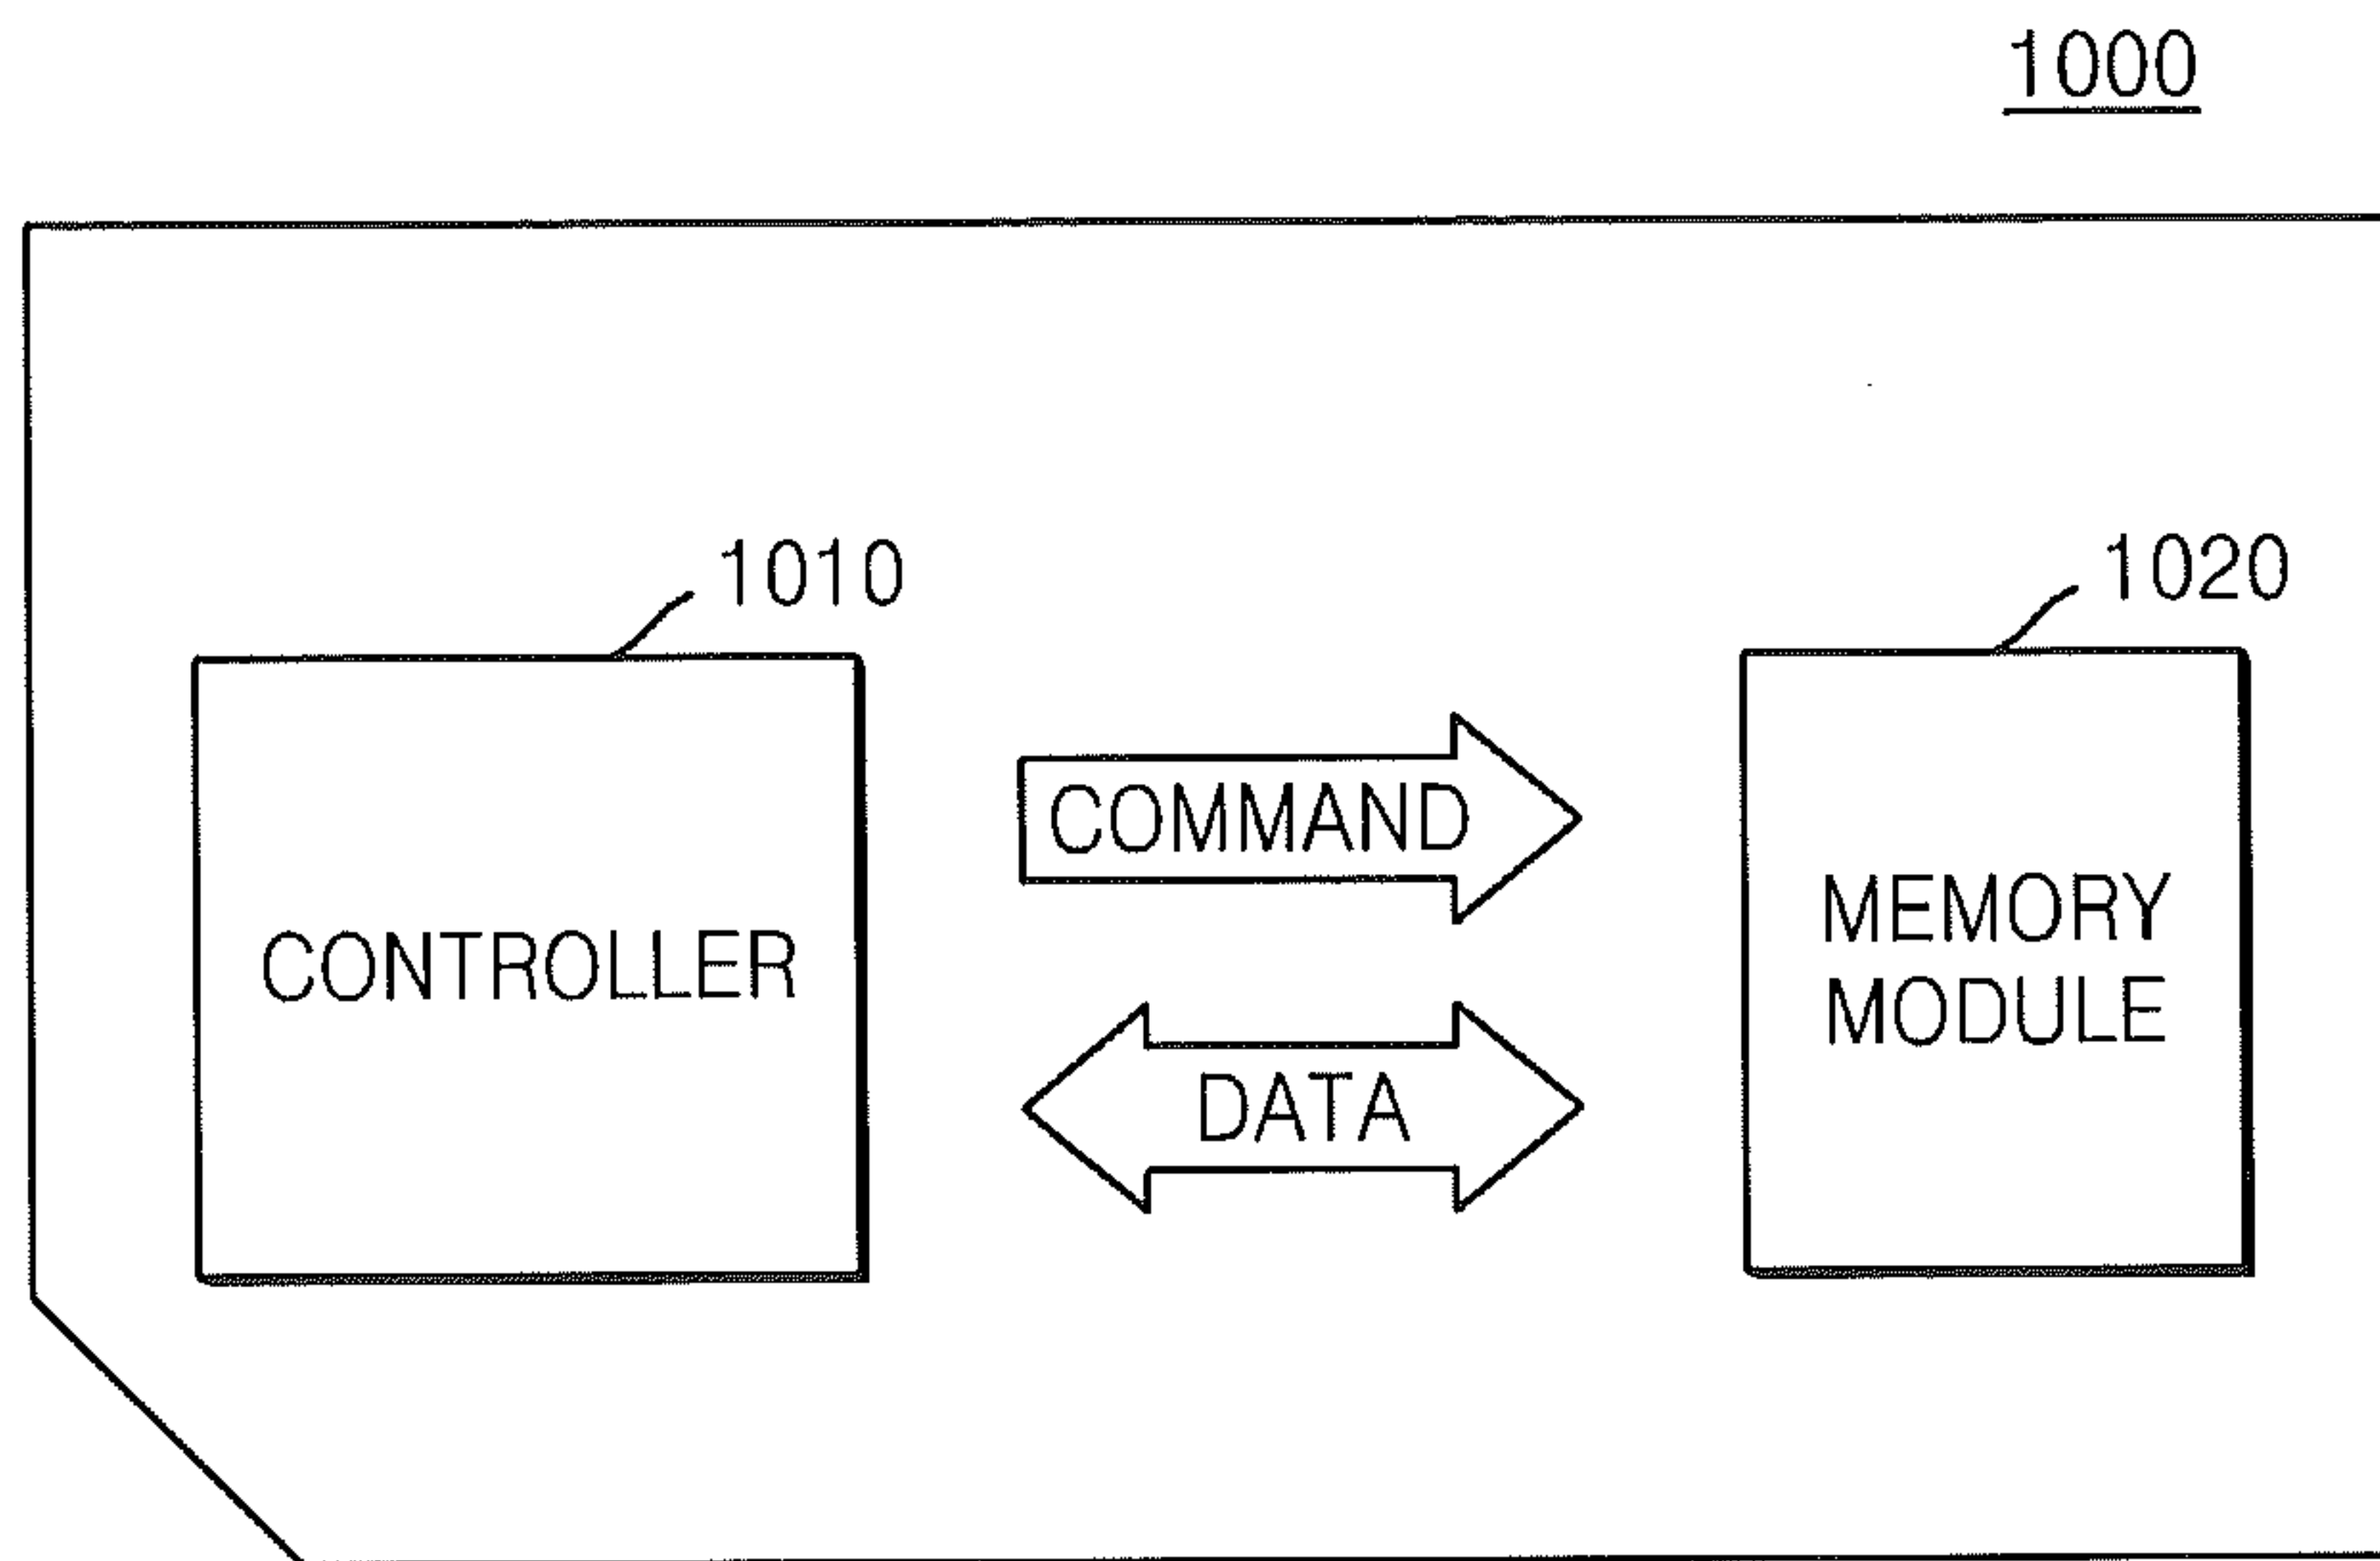 1000
1010
1020
COMMAND
CONTROLLER
MEMORY
MODULE
DATA